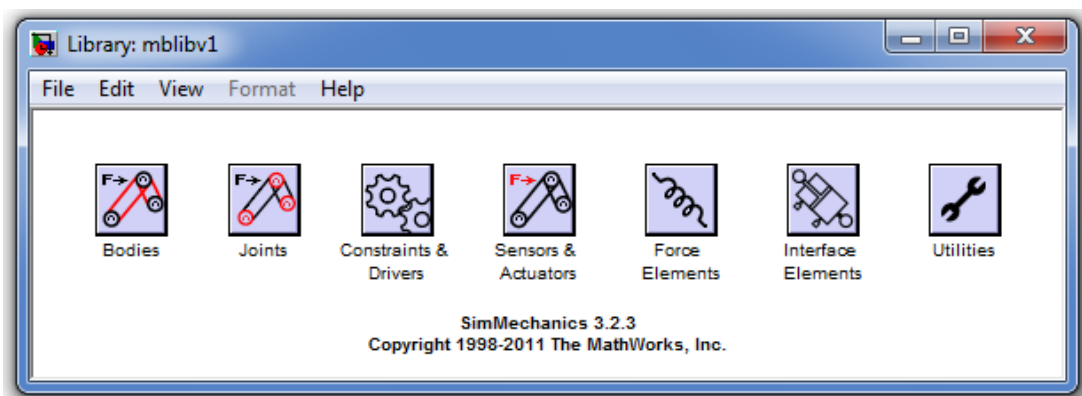 Library: mblibv1
File Edit View Format Help
F→ F→ F→
Bodies Joints Constraints & Sensors & Force Interface Utilities
Drivers Actuators Elements Elements
SimMechanics 3.2.3
Copyright 1998-2011 The MathWorks, Inc.